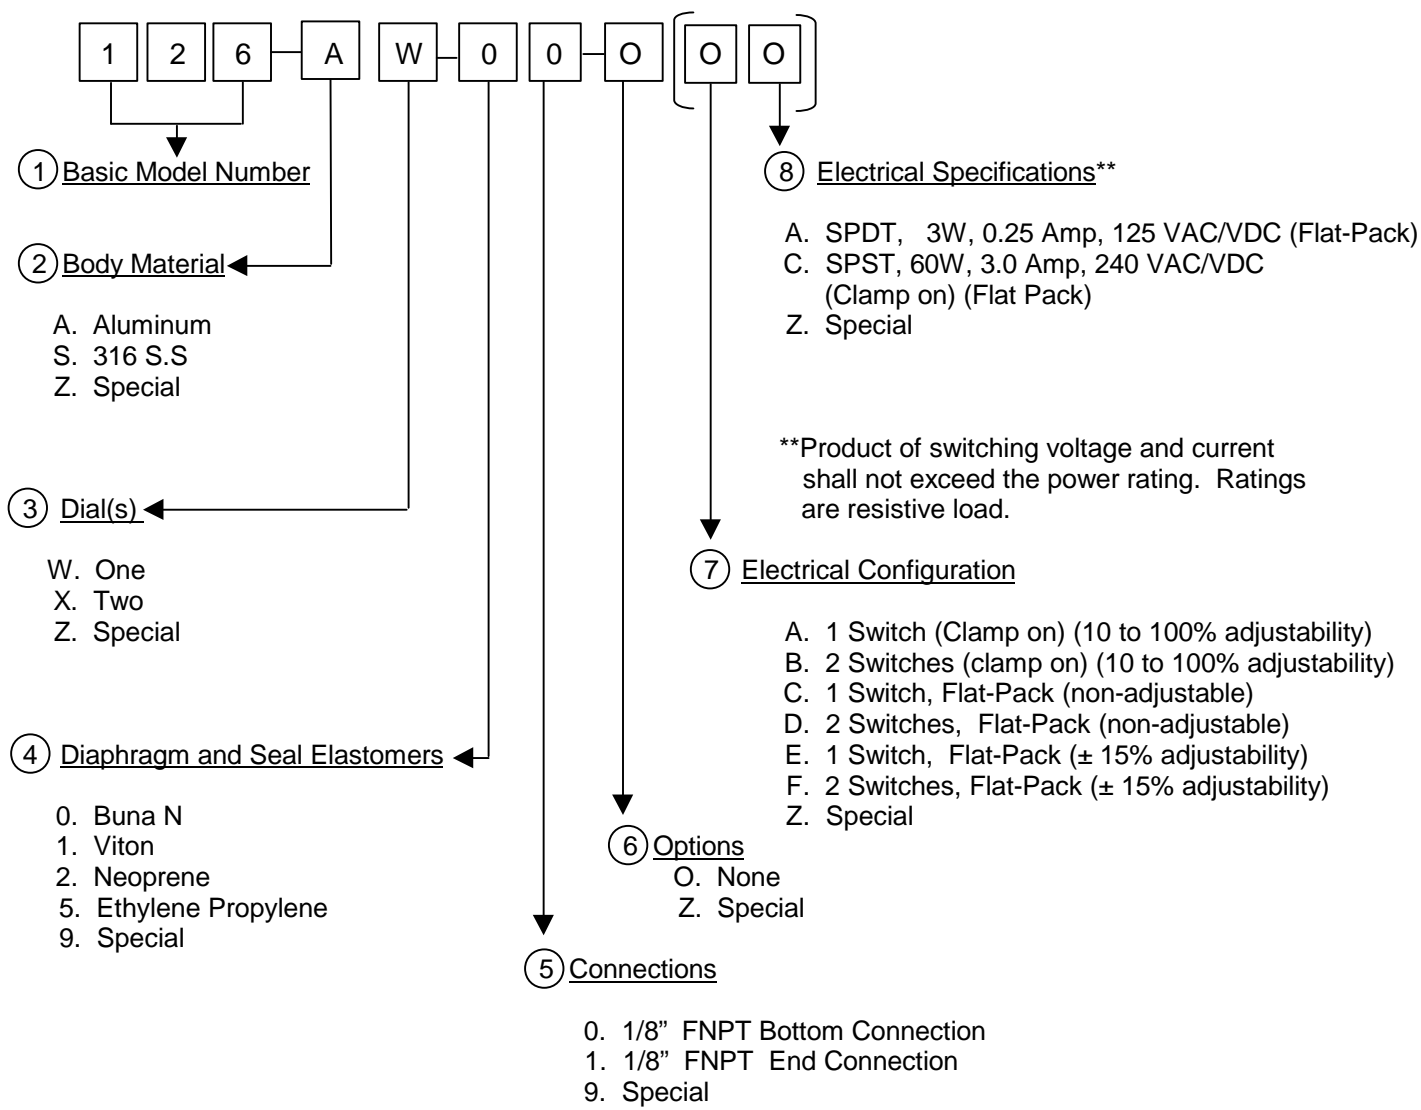 1 2 6 A W 0 0 O O O
1 Basic Model Number
2 Body Material
A. Aluminum
S. 316 S.S
Z. Special
3 Dial(s)
W. One
X. Two
Z. Special
4 Diaphragm and Seal Elastomers
0. Buna N
1. Viton
2. Neoprene
5. Ethylene Propylene
9. Special
5 Connections
0. 1/8” FNPT Bottom Connection
1. 1/8” FNPT End Connection
9. Special
6 Options
O. None
Z. Special
7 Electrical Configuration
A. 1 Switch (Clamp on) (10 to 100% adjustability)
B. 2 Switches (clamp on) (10 to 100% adjustability)
C. 1 Switch, Flat-Pack (non-adjustable)
D. 2 Switches, Flat-Pack (non-adjustable)
E. 1 Switch, Flat-Pack (± 15% adjustability)
F. 2 Switches, Flat-Pack (± 15% adjustability)
Z. Special
8 Electrical Specifications**
A. SPDT, 3W, 0.25 Amp, 125 VAC/VDC (Flat-Pack)
C. SPST, 60W, 3.0 Amp, 240 VAC/VDC
(Clamp on) (Flat Pack)
Z. Special
**Product of switching voltage and current
shall not exceed the power rating. Ratings
are resistive load.